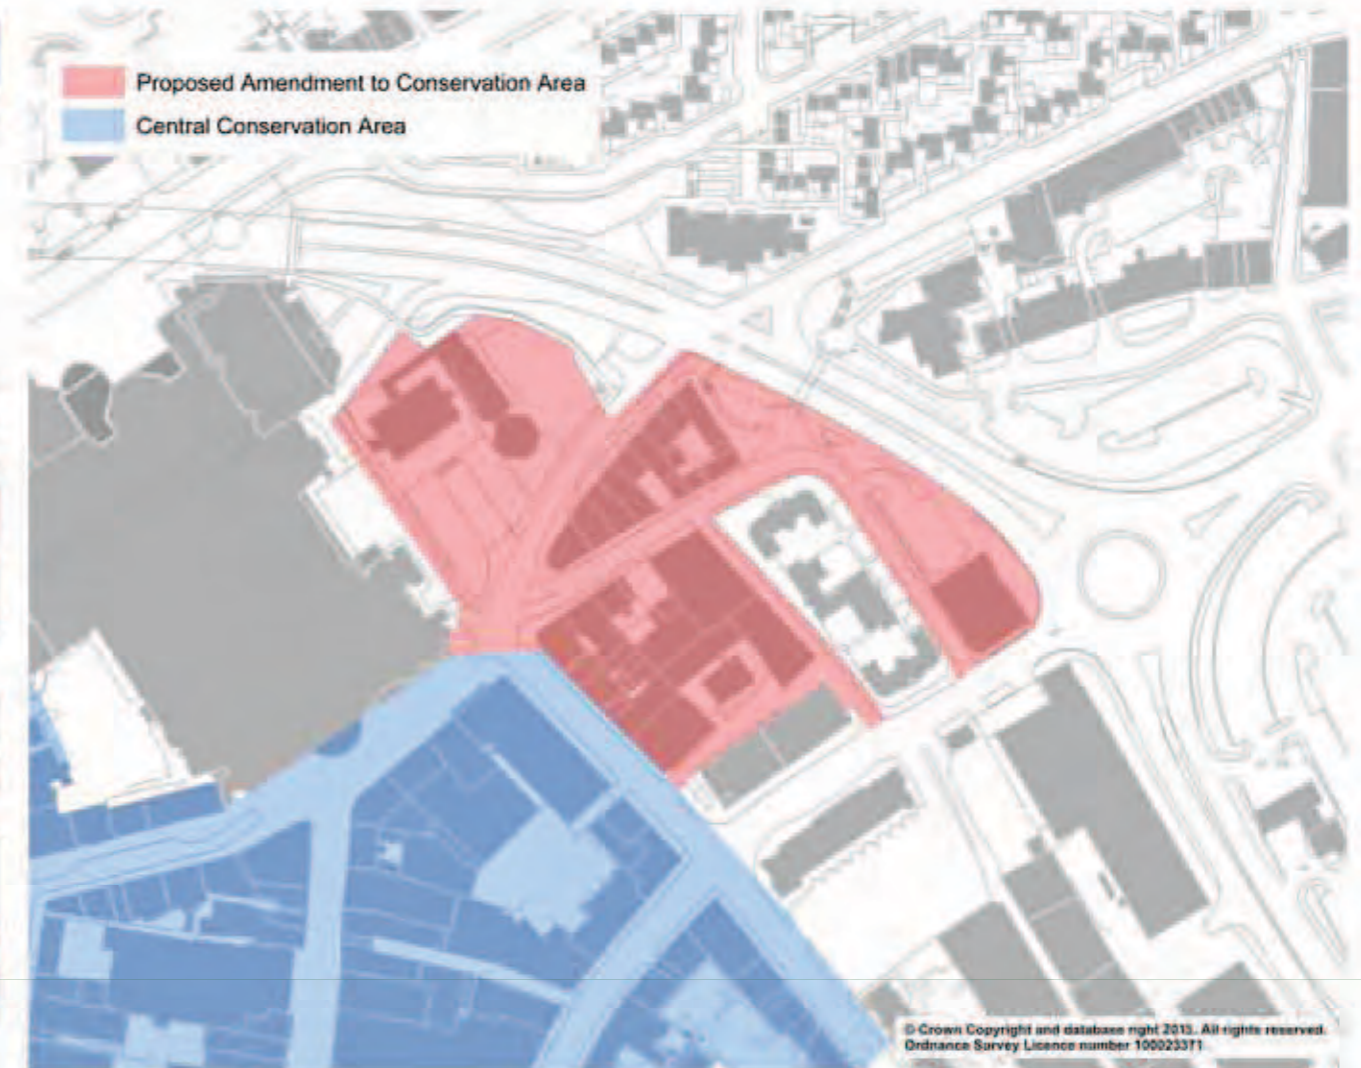 Proposed Amendment to Conservation Area
Central Conservation Area
© Crown Copyright and database right 2015. All rights reserved.
Ordnance Survey Licence number 100023371